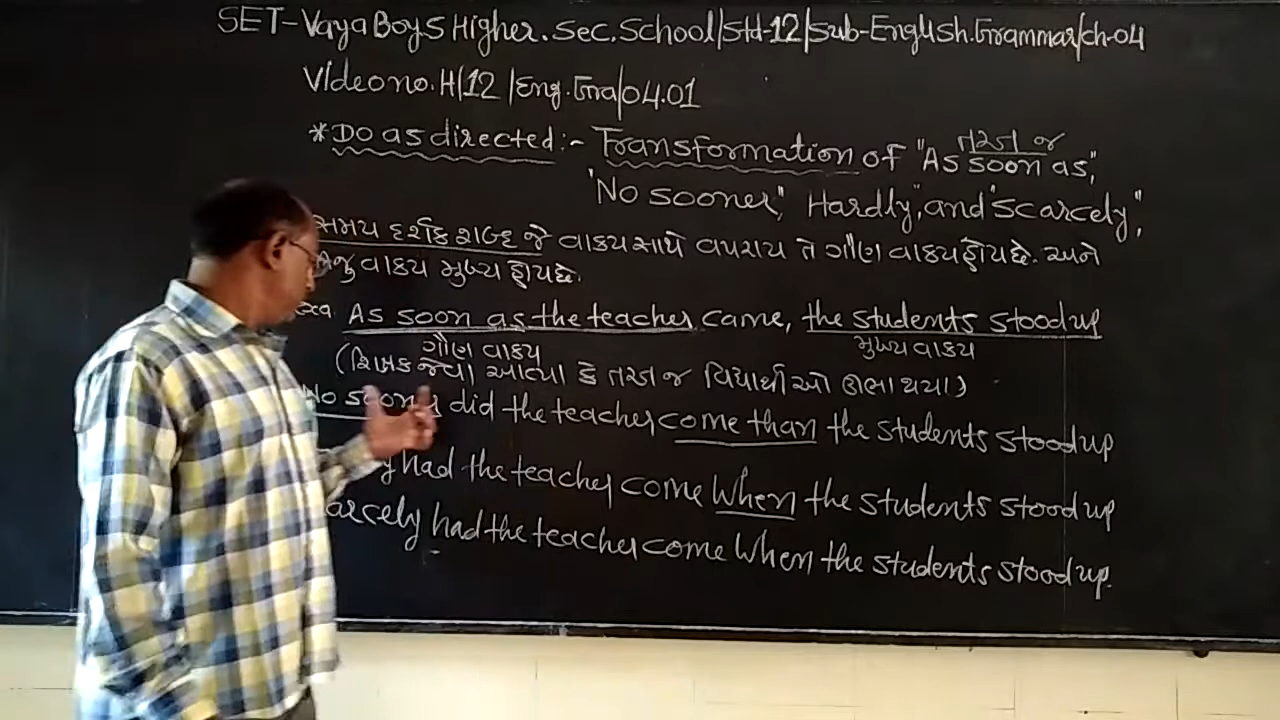 SET-Vaya Boys Higher.Sec.School/Std-12/Sub-English.Grammar/ch-04
Video no.H/12/Eng.Gra/04.01
*Do as directed:- Transformation of "As soon as,"
તરત જ
"No sooner", Hardly", and "Scarcely",
સમય દર્શક શબ્દ જે વાક્ય સાથે વપરાય તે ગૌણ વાક્ય હોય છે. અને
વાક્ય મુખ્ય હોય છે.
As soon as the teacher came, the students stood up
ગૌણ વાક્ય મુખ્ય વાક્ય
(શિક્ષક જેવા આવ્યા કે તરત જ વિદ્યાર્થીઓ ઊભા થયા)
No sooner did the teacher come than the students stood up
had the teacher come When the students stood up
had the teacher come When the students stood up.